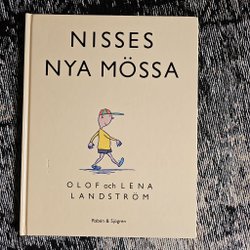 NISSES
NYA MÖSSA
OLOF och LENA
LANDSTRÖM
Rabén & Sjögren